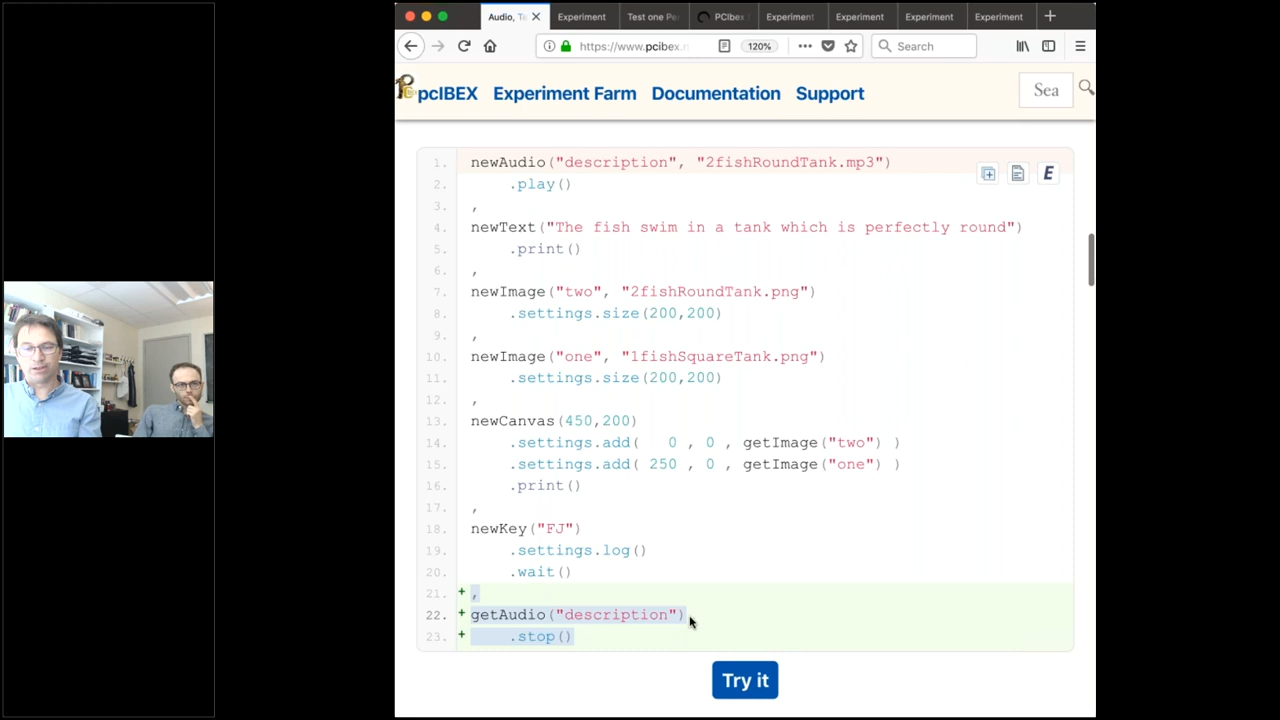 Audio, Te
Experiment
Test one Per
PCIbex
Experiment
Experiment
Experiment
Experiment
https://www.pcibex.n
120%
Search
pcIBEX
Experiment Farm
Documentation
Support
Sea
1. newAudio("description", "2fishRoundTank.mp3")
2. .play()
3. ,
4. newText("The fish swim in a tank which is perfectly round")
5. .print()
6. ,
7. newImage("two", "2fishRoundTank.png")
8. .settings.size(200,200)
9. ,
10. newImage("one", "1fishSquareTank.png")
11. .settings.size(200,200)
12. ,
13. newCanvas(450,200)
14. .settings.add( 0 , 0 , getImage("two") )
15. .settings.add( 250 , 0 , getImage("one") )
16. .print()
17. ,
18. newKey("FJ")
19. .settings.log()
20. .wait()
21. + ,
22. + getAudio("description")
23. + .stop()
Try it